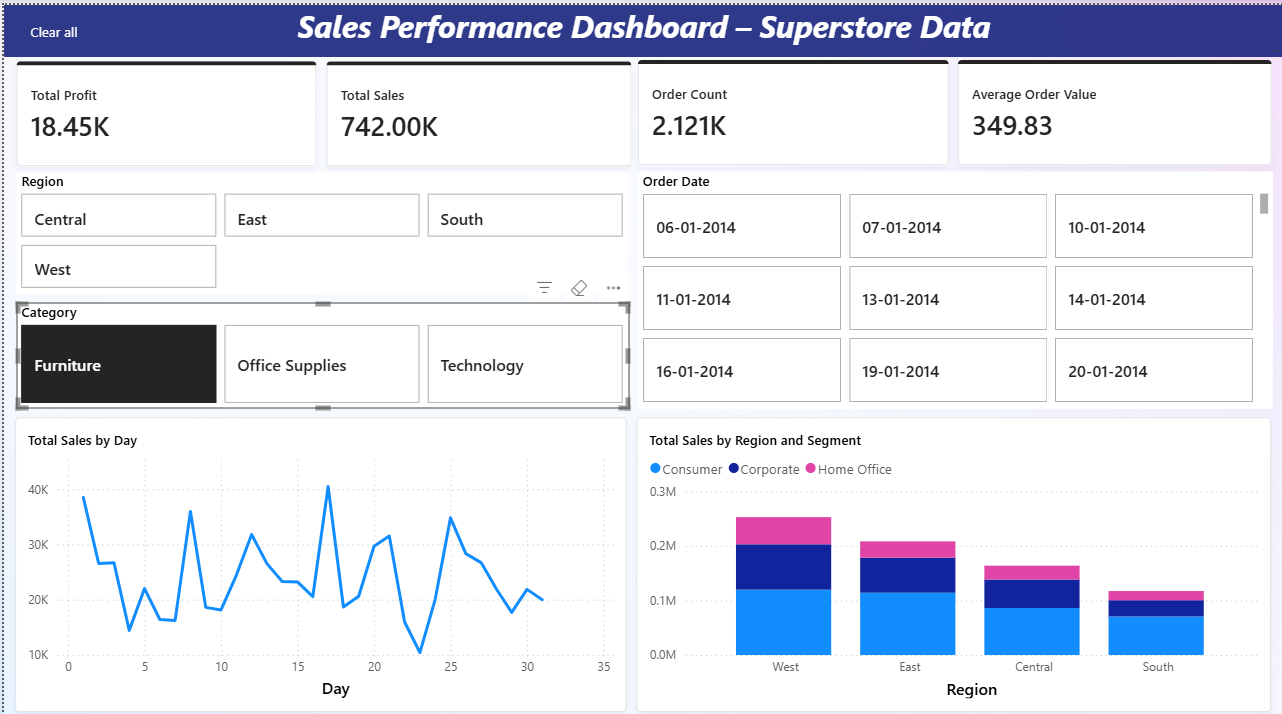 Clear all
Sales Performance Dashboard – Superstore Data
Total Profit
18.45K
Total Sales
742.00K
Order Count
2.121K
Average Order Value
349.83
Region
Central
East
South
West
Category
Furniture
Office Supplies
Technology
Order Date
06-01-2014
07-01-2014
10-01-2014
11-01-2014
13-01-2014
14-01-2014
16-01-2014
19-01-2014
20-01-2014
Total Sales by Day
40K
30K
20K
10K
0 5 10 15 20 25 30 35
Day
Total Sales by Region and Segment
Consumer Corporate Home Office
0.3M
0.2M
0.1M
0.0M
West East Central South
Region